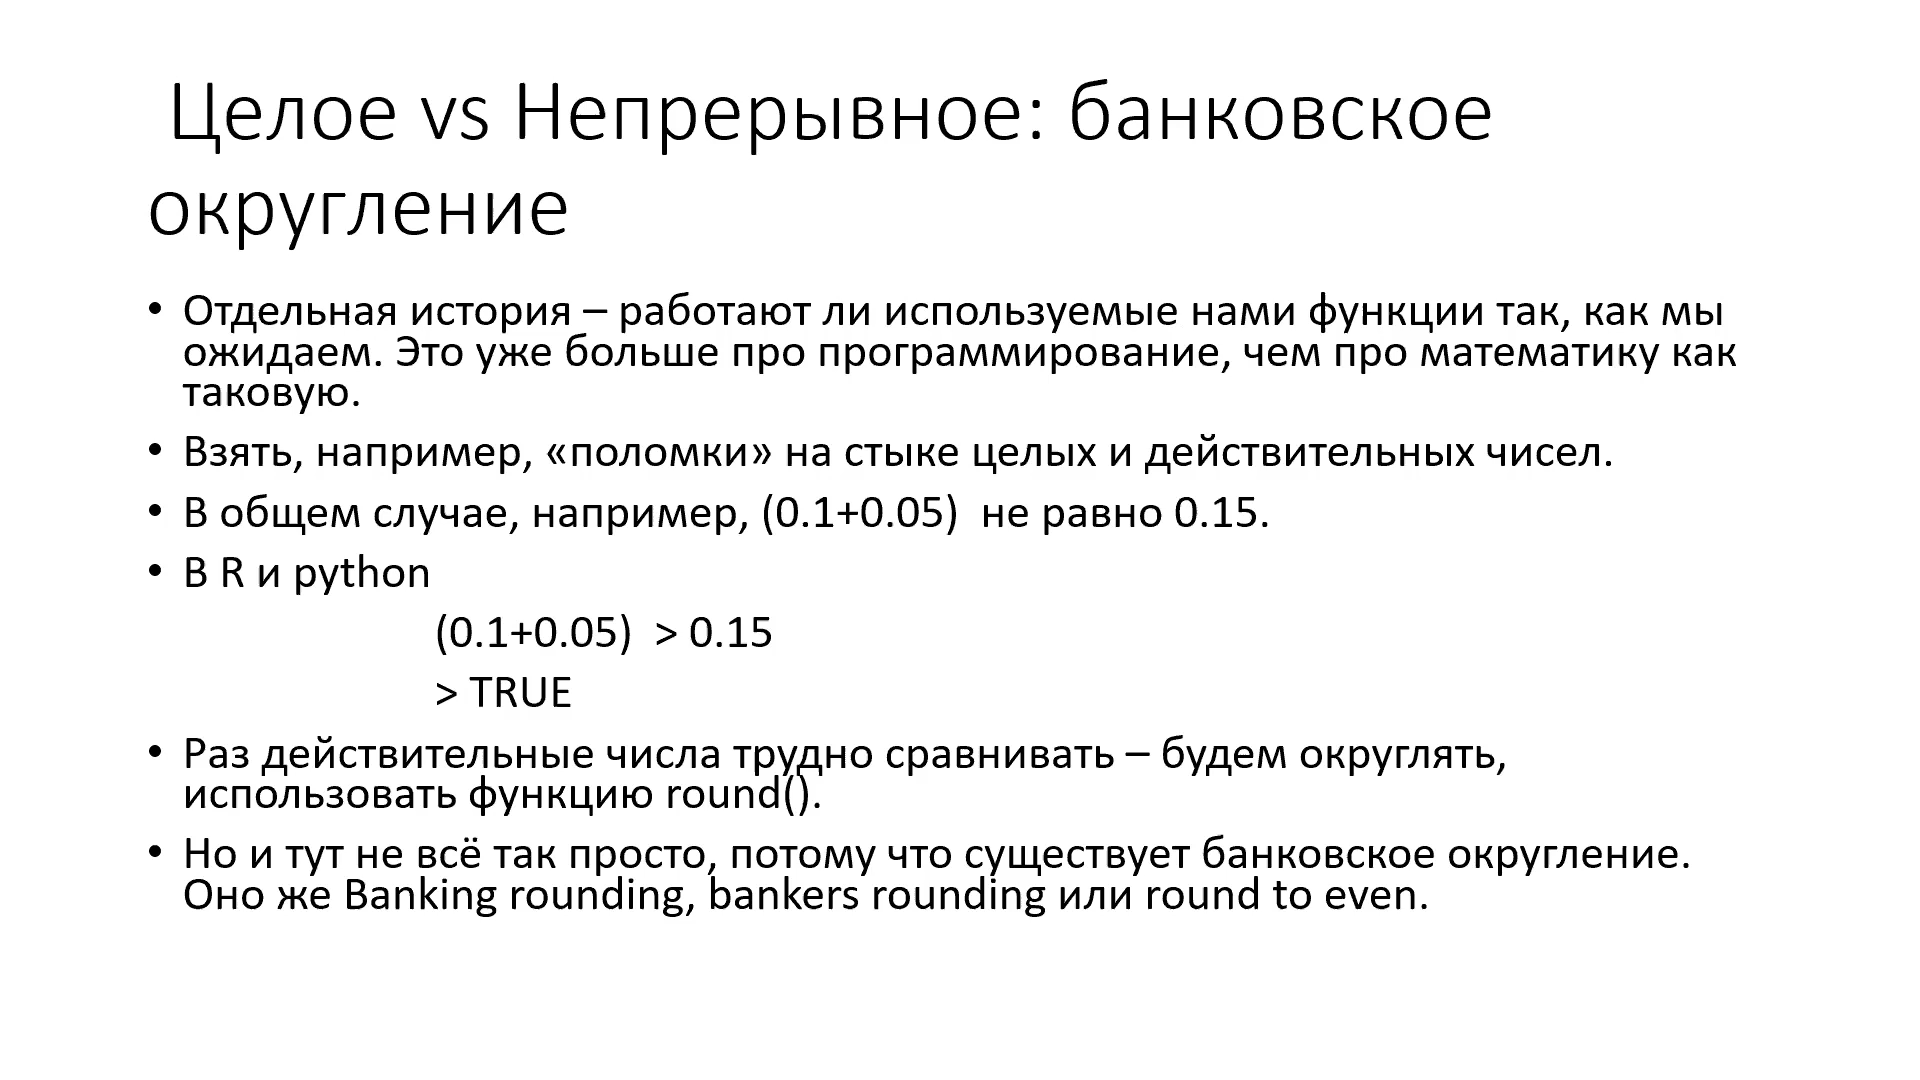 Целое vs Непрерывное: банковское
округление
• Отдельная история – работают ли используемые нами функции так, как мы
ожидаем. Это уже больше про программирование, чем про математику как
таковую.
• Взять, например, «поломки» на стыке целых и действительных чисел.
• В общем случае, например, (0.1+0.05) не равно 0.15.
• В R и python
(0.1+0.05) > 0.15
> TRUE
• Раз действительные числа трудно сравнивать – будем округлять,
использовать функцию round().
• Но и тут не всё так просто, потому что существует банковское округление.
Оно же Banking rounding, bankers rounding или round to even.